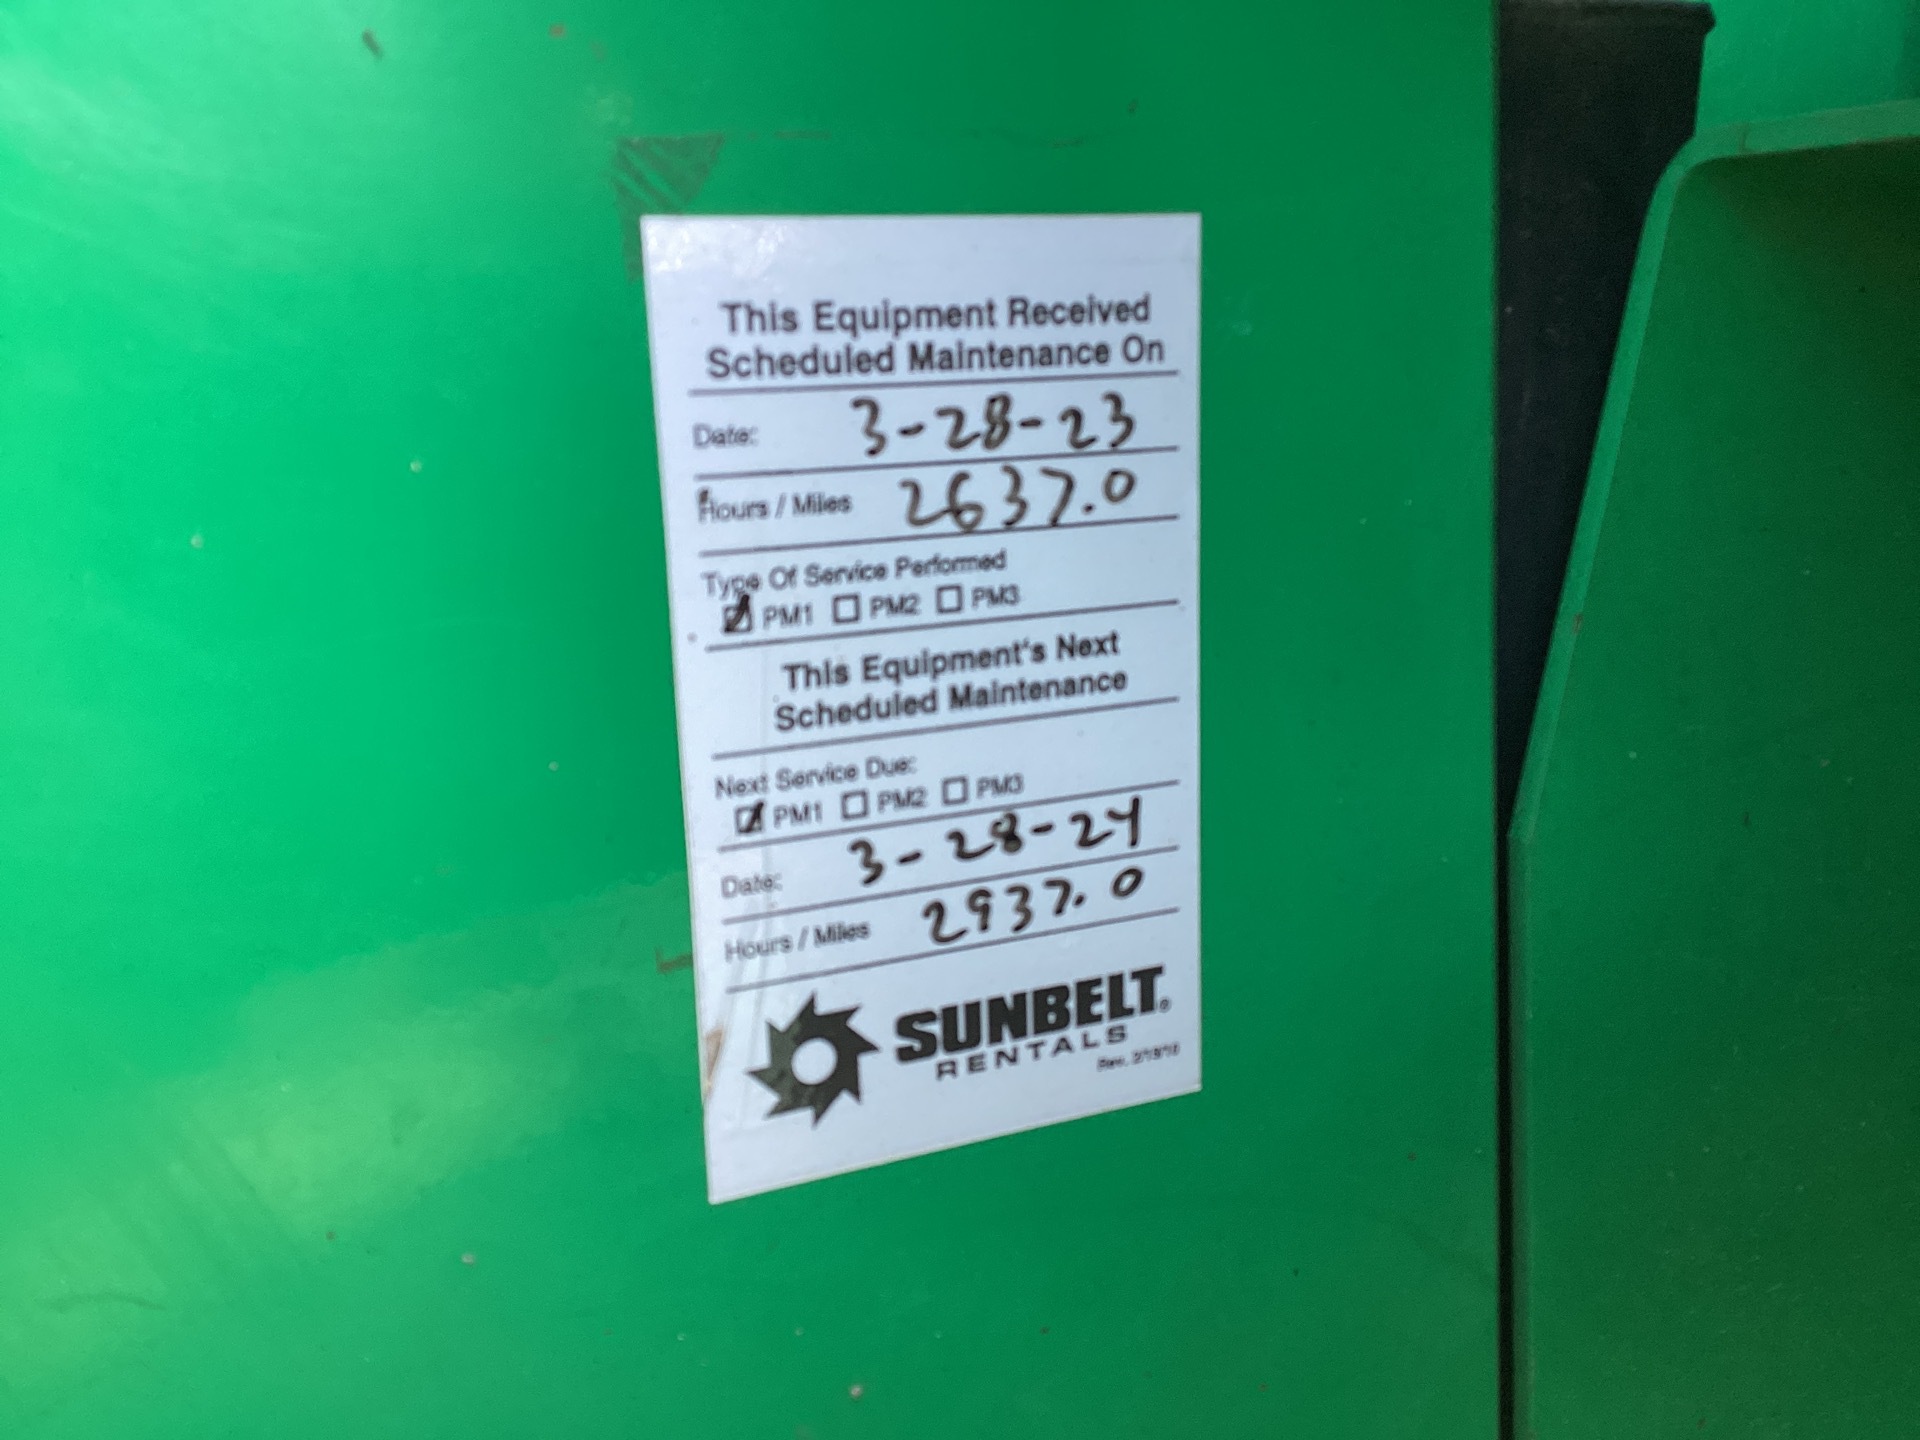 This Equipment Received
Scheduled Maintenance On
Date: 3-28-23
Hours / Miles 2637.0
Type Of Service Performed
PM1 PM2 PM3
This Equipment's Next
Scheduled Maintenance
Next Service Due:
PM1 PM2 PM3
Date: 3-28-24
Hours / Miles 2937.0
SUNBELT®
RENTALS
Rev.